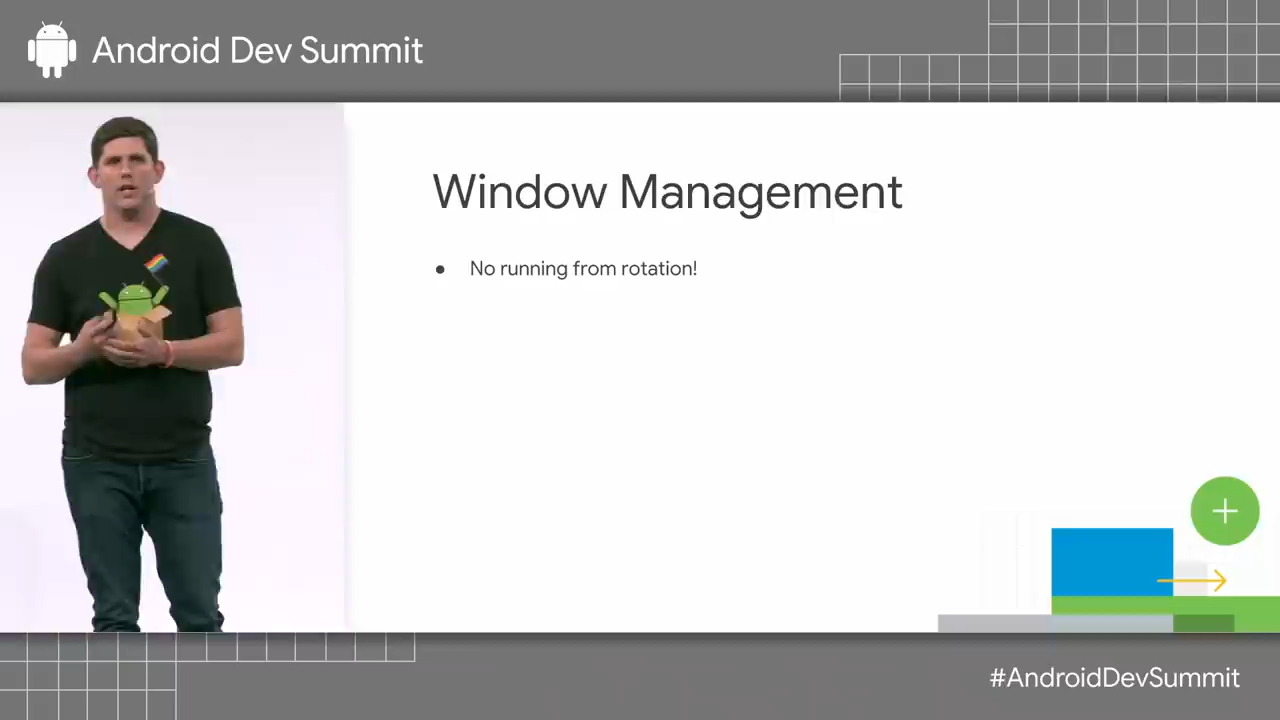 Android Dev Summit
Window Management
● No running from rotation!
#AndroidDevSummit